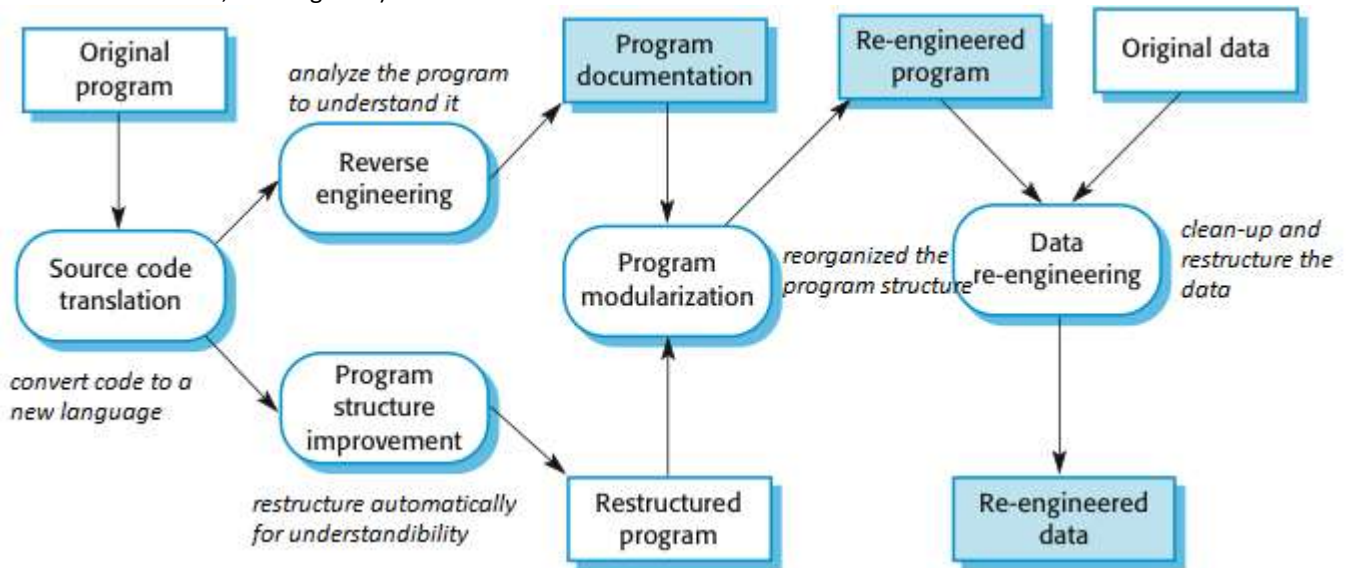 Original
program
analyze the program
to understand it
Program
documentation
Re-engineered
program
Original data
Reverse
engineering
Source code
translation
Program
modularization
reorganized the
program structure
Data
re-engineering
clean-up and
restructure the
data
convert code to a
new language
Program
structure
improvement
restructure automatically
for understandibility
Restructured
program
Re-engineered
data